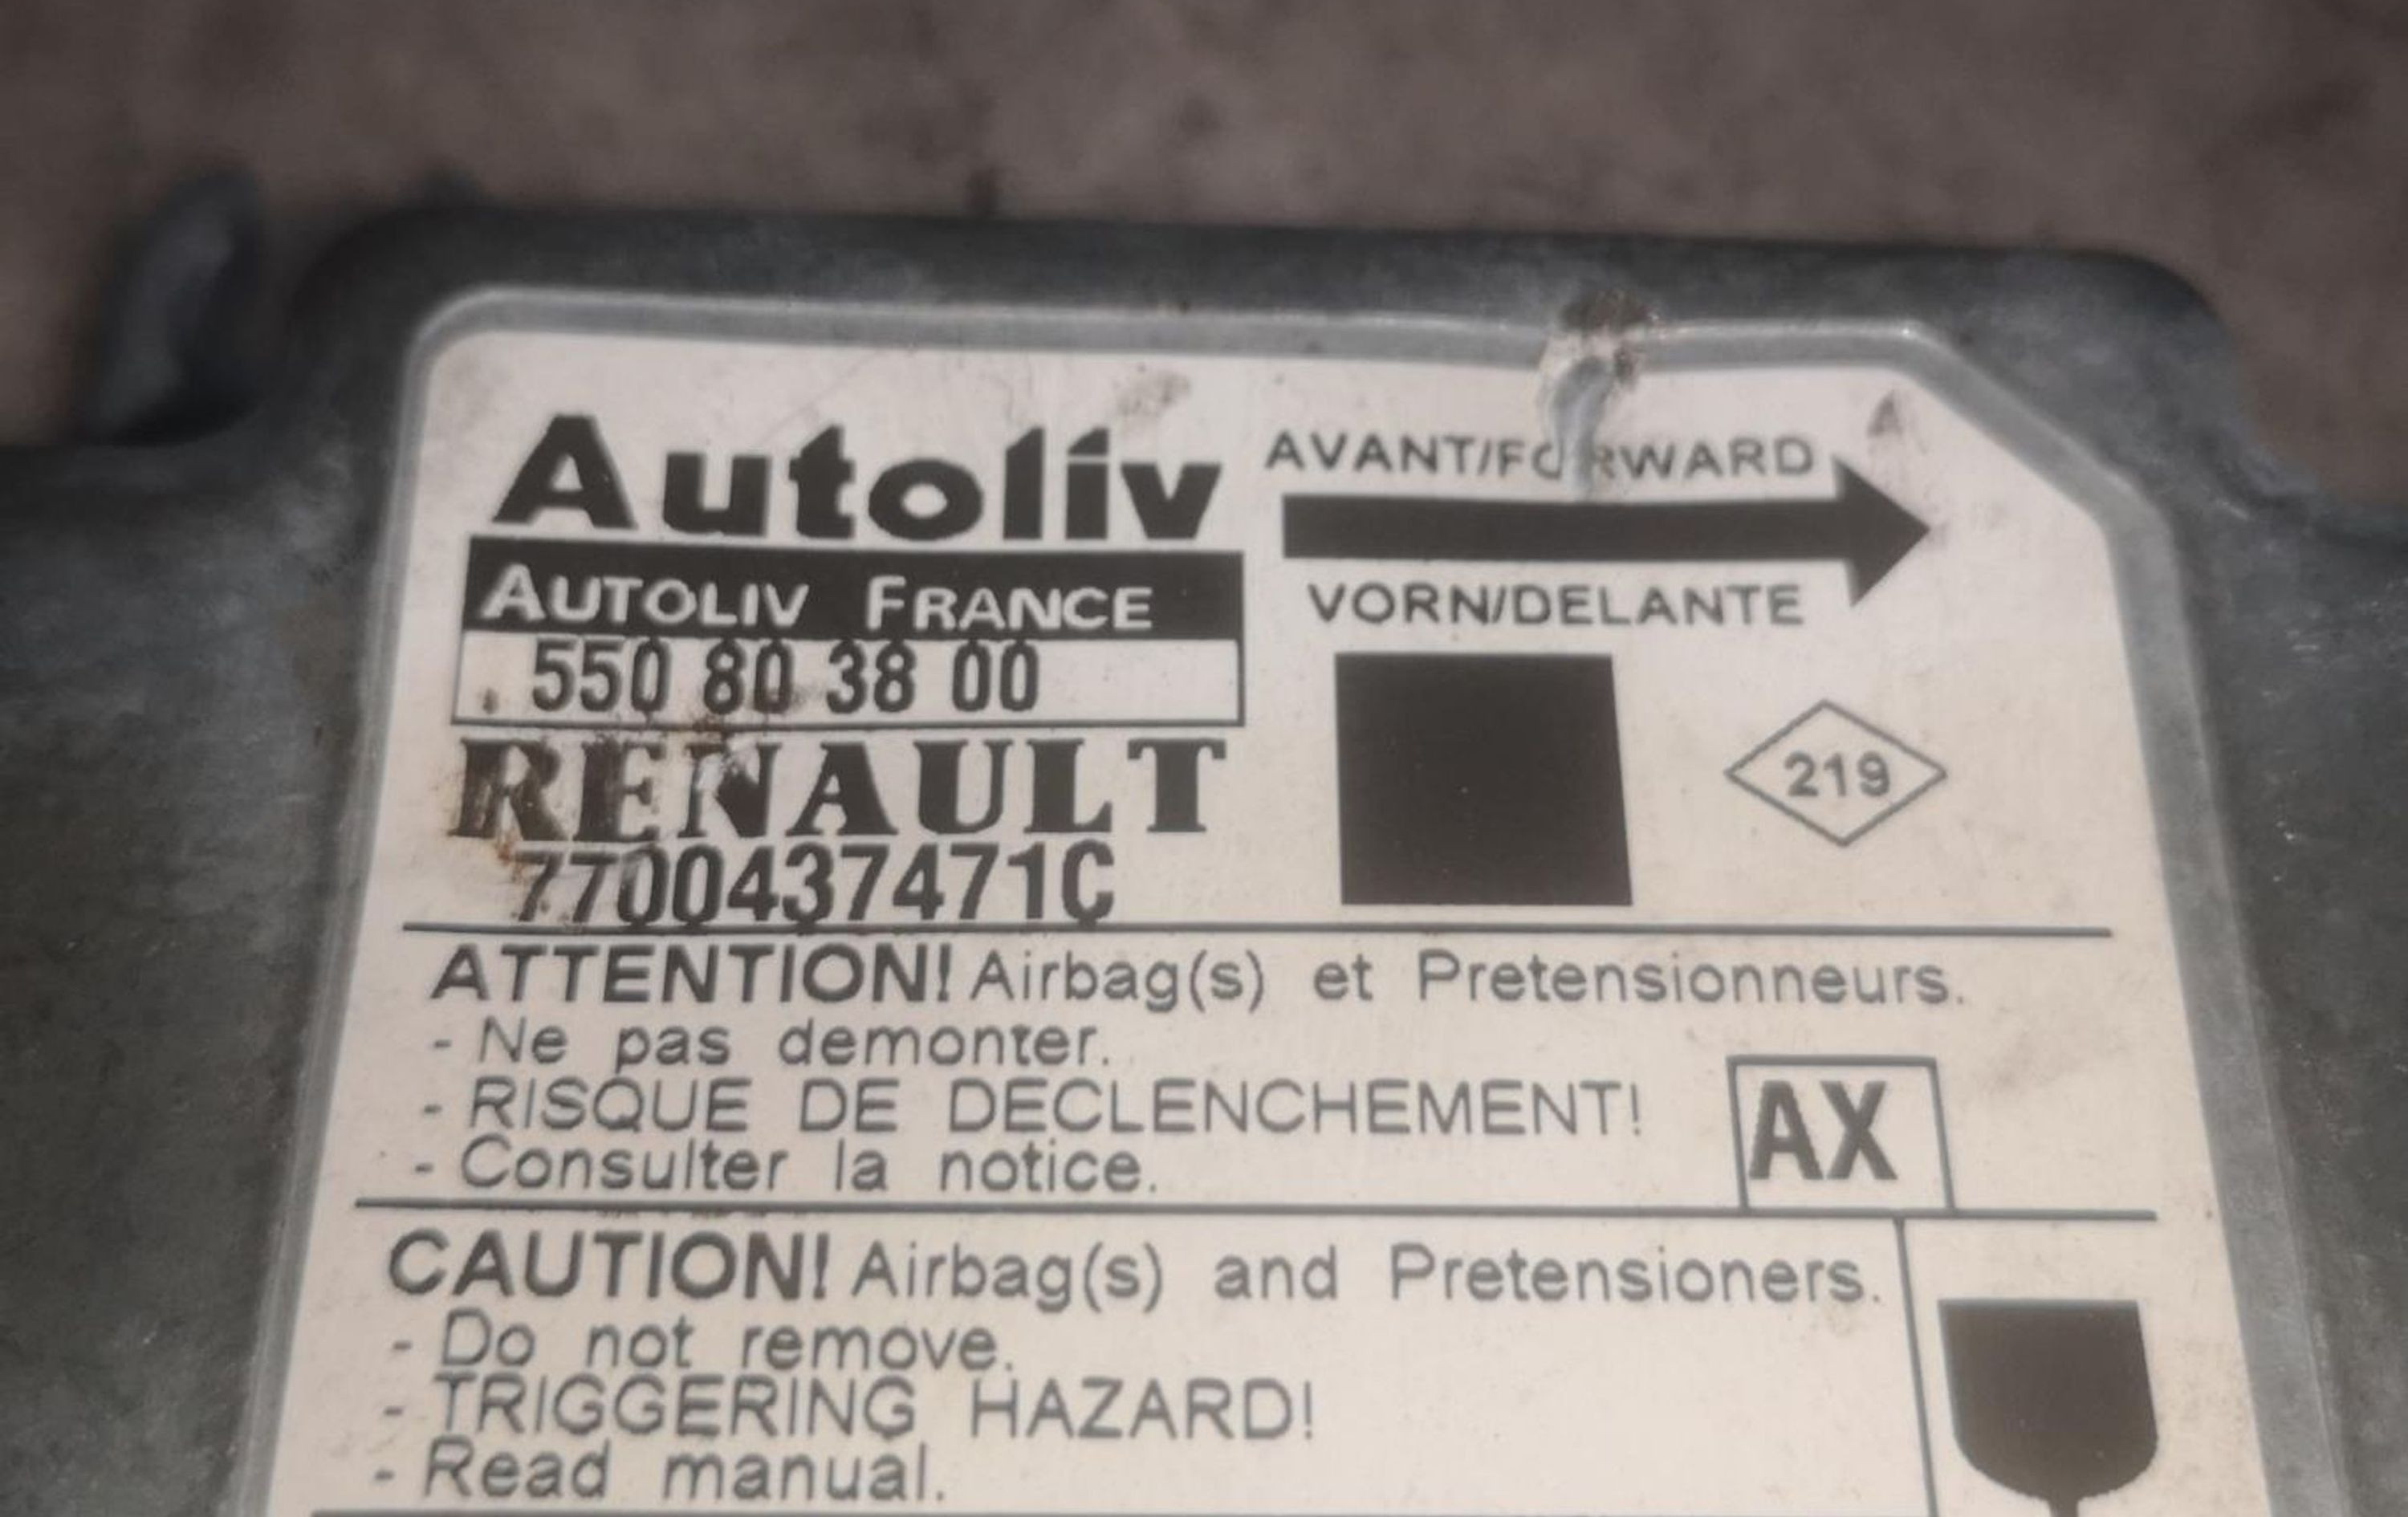 Autoliv
AUTOLIV FRANCE
550 80 38 00
RENAULT
7700437471C
AVANT/FORWARD
VORN/DELANTE
219
ATTENTION! Airbag(s) et Pretensionneurs.
- Ne pas demonter.
- RISQUE DE DECLENCHEMENT!
- Consulter la notice.
AX
CAUTION! Airbag(s) and Pretensioners.
- Do not remove.
- TRIGGERING HAZARD!
- Read manual.